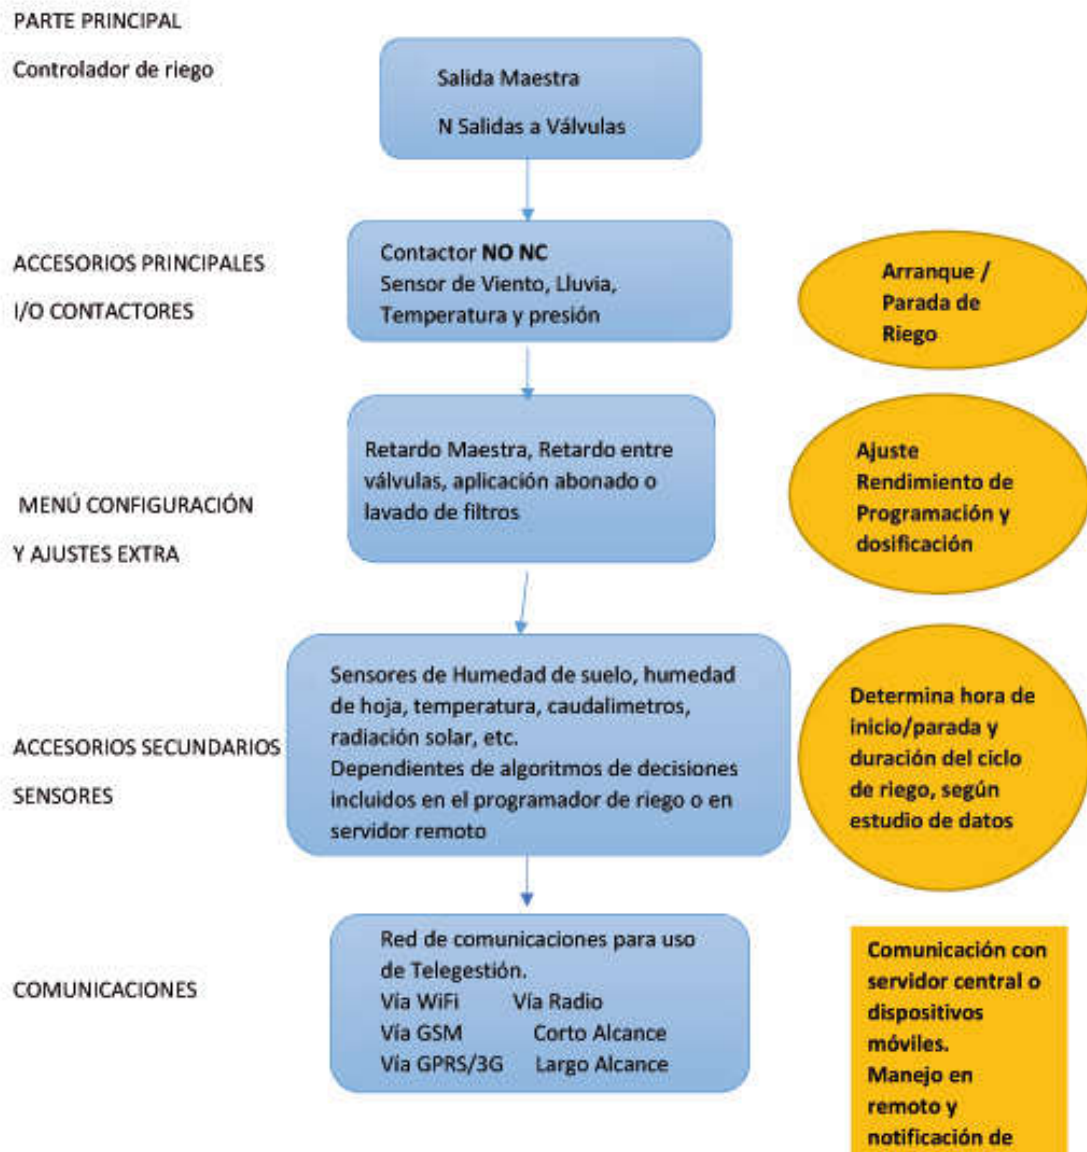 PARTE PRINCIPAL
Controlador de riego
Salida Maestra
N Salidas a Válvulas
ACCESORIOS PRINCIPALES
I/O CONTACTORES
Contactor NO NC
Sensor de Viento, Lluvia,
Temperatura y presión
Arranque /
Parada de
Riego
MENÚ CONFIGURACIÓN
Y AJUSTES EXTRA
Retardo Maestra, Retardo entre
válvulas, aplicación abonado o
lavado de filtros
Ajuste
Rendimiento de
Programación y
dosificación
ACCESORIOS SECUNDARIOS
SENSORES
Sensores de Humedad de suelo, humedad
de hoja, temperatura, caudalimetros,
radiación solar, etc.
Dependientes de algoritmos de decisiones
incluidos en el programador de riego o en
servidor remoto
Determina hora de
inicio/parada y
duración del ciclo
de riego, según
estudio de datos
COMUNICACIONES
Red de comunicaciones para uso
de Telegestión.
Vía WiFi Vía Radio
Vía GSM Corto Alcance
Vía GPRS/3G Largo Alcance
Comunicación con
servidor central o
dispositivos
móviles.
Manejo en
remoto y
notificación de